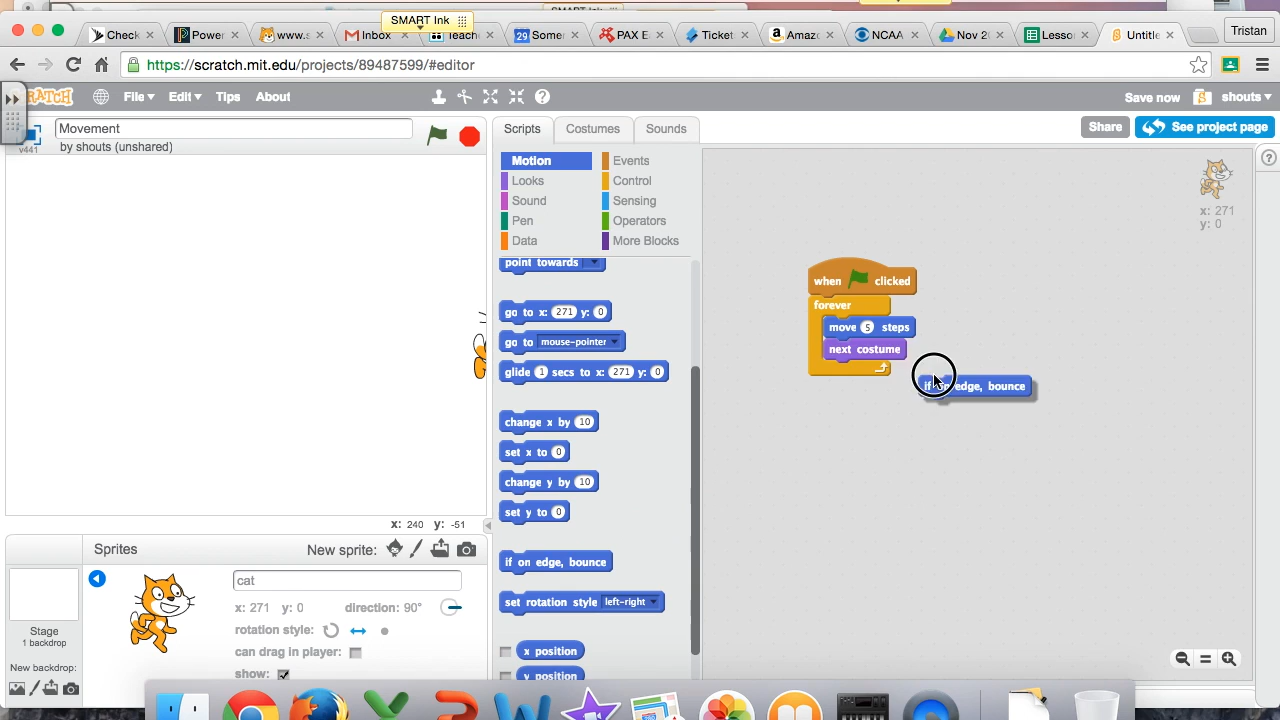 SMART Ink
Check
Power
www.s
Inbox
Teach
29 Somer
PAX E
Ticket
Amaz
NCAA
Nov 2
Lesso
Untitle
Tristan
https://scratch.mit.edu/projects/89487599/#editor
File Edit Tips About
Save now shouts
Movement
by shouts (unshared)
v441
Scripts Costumes Sounds
Share See project page
Motion Events
Looks Control
Sound Sensing
Pen Operators
Data More Blocks
x: 271
y: 0
point towards
go to x: 271 y: 0
go to mouse-pointer
glide 1 secs to x: 271 y: 0
change x by 10
set x to 0
change y by 10
set y to 0
if on edge, bounce
set rotation style left-right
x position
y position
when clicked
forever
move 5 steps
next costume
if on edge, bounce
x: 240 y: -51
Sprites New sprite:
cat
x: 271 y: 0 direction: 90°
rotation style:
can drag in player:
show:
Stage
1 backdrop
New backdrop: